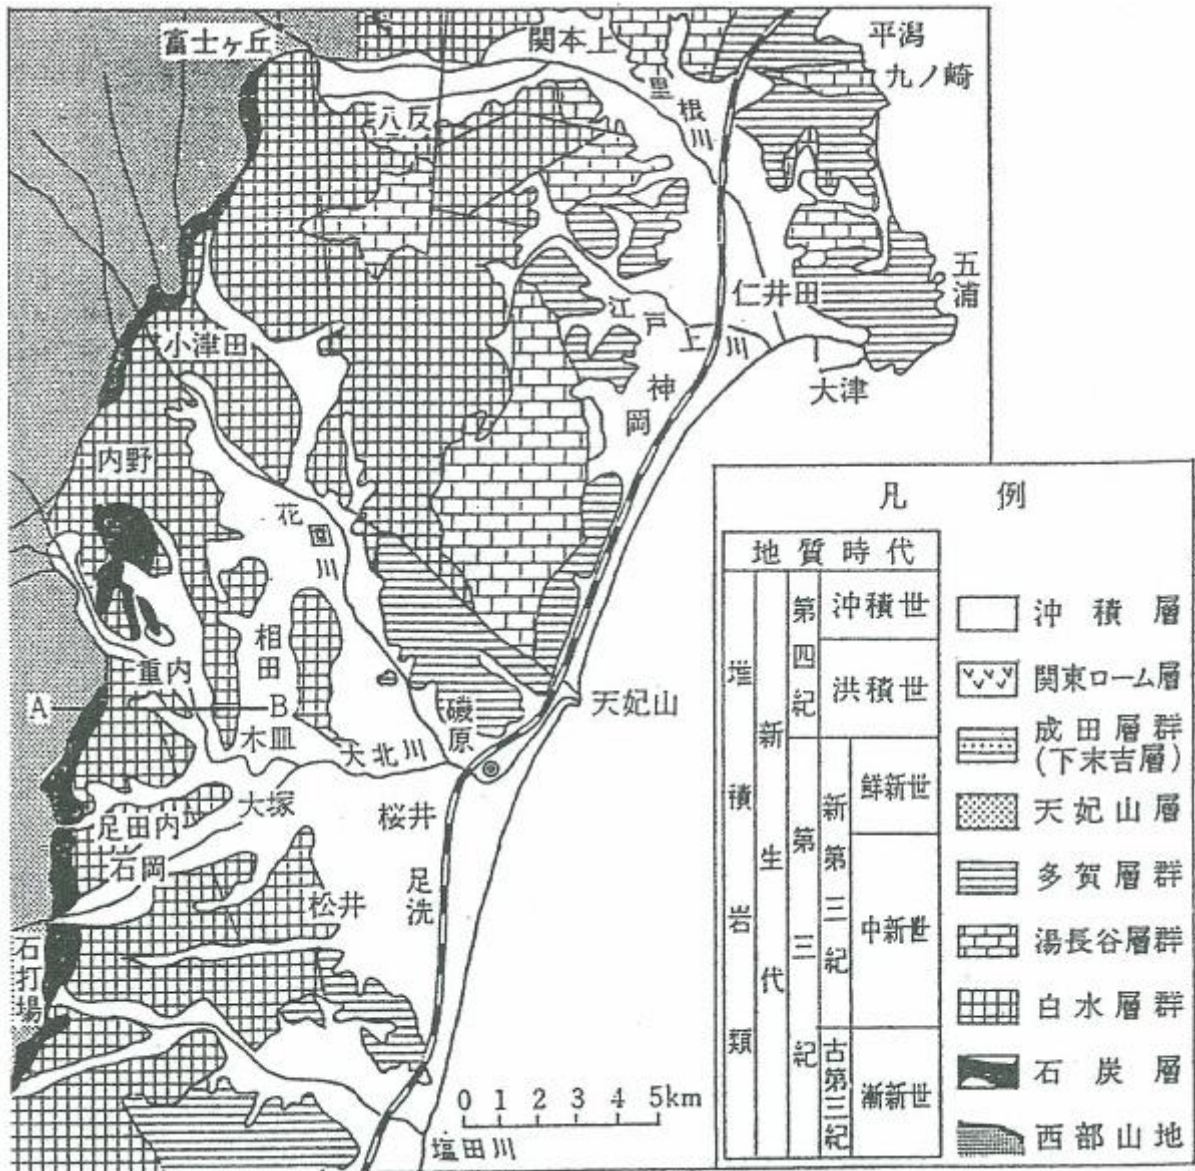 富士ヶ丘
関本上
平潟
九ノ崎
里根川
八反
五浦
仁井田
江戸上川
小津田
神岡
大津
内野
花園川
相田
重内
A
B
木皿
磯原
天妃山
大北川
大塚
桜井
足田内
石岡
松井
足洗
石打場
塩田川
0 1 2 3 4 5km
凡例
地質時代
堆積岩類
新生代
第四紀
沖積世
洪積世
第三紀
新第三紀
鮮新世
中新世
古第三紀
漸新世
沖積層
関東ローム層
成田層群
(下末吉層)
天妃山層
多賀層群
湯長谷層群
白水層群
石炭層
西部山地